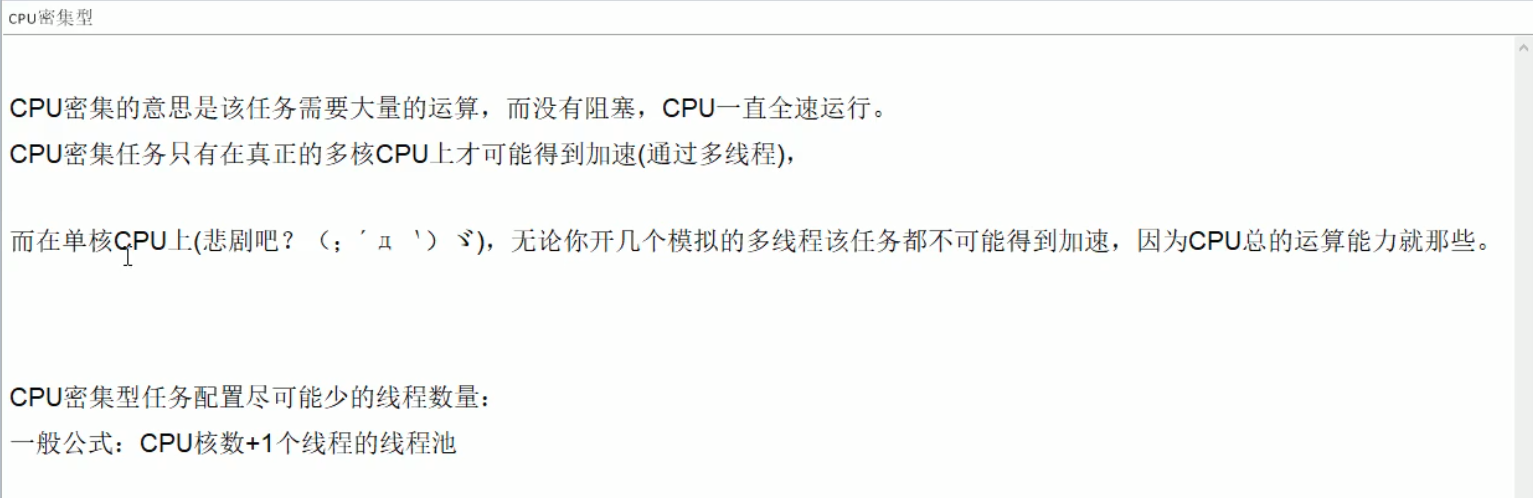 CPU密集型
CPU密集的意思是该任务需要大量的运算，而没有阻塞，CPU一直全速运行。
CPU密集任务只有在真正的多核CPU上才可能得到加速(通过多线程)，
而在单核CPU上(悲剧吧？（；´д｀）ゞ)，无论你开几个模拟的多线程该任务都不可能得到加速，因为CPU总的运算能力就那些。
CPU密集型任务配置尽可能少的线程数量：
一般公式：CPU核数+1个线程的线程池